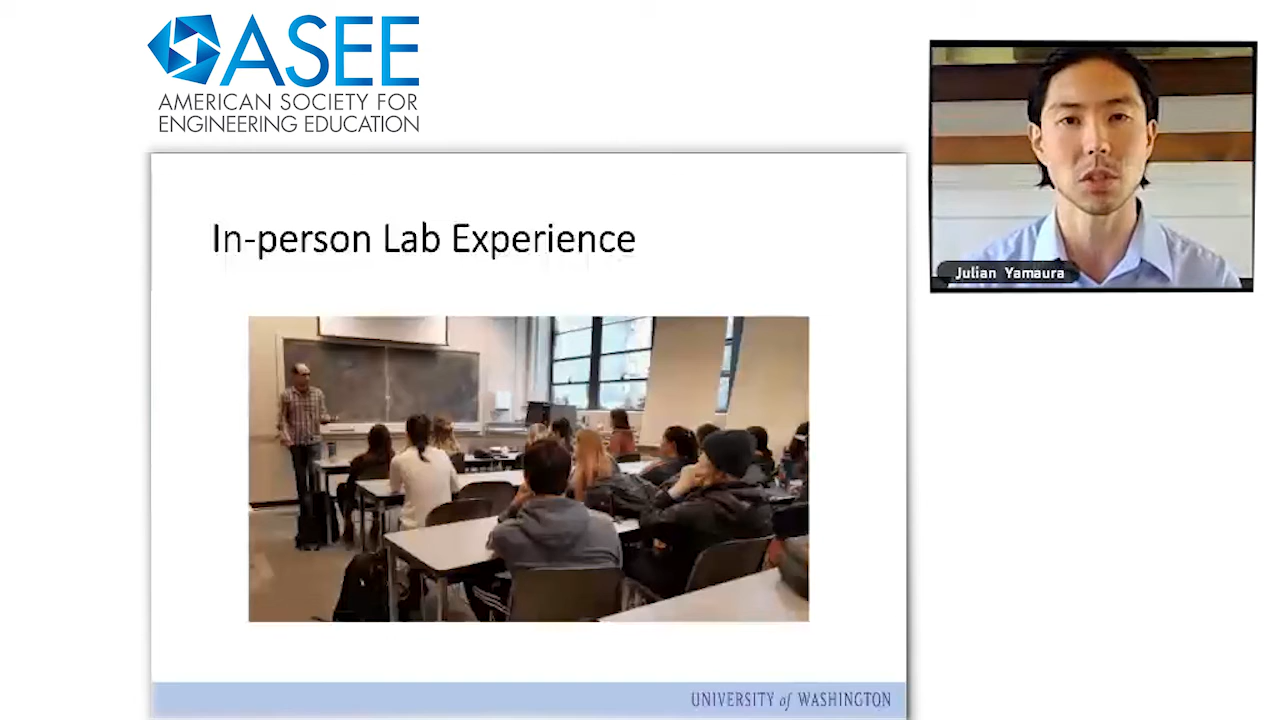 ASEE
AMERICAN SOCIETY FOR
ENGINEERING EDUCATION
In-person Lab Experience
Julian Yamaura
UNIVERSITY of WASHINGTON